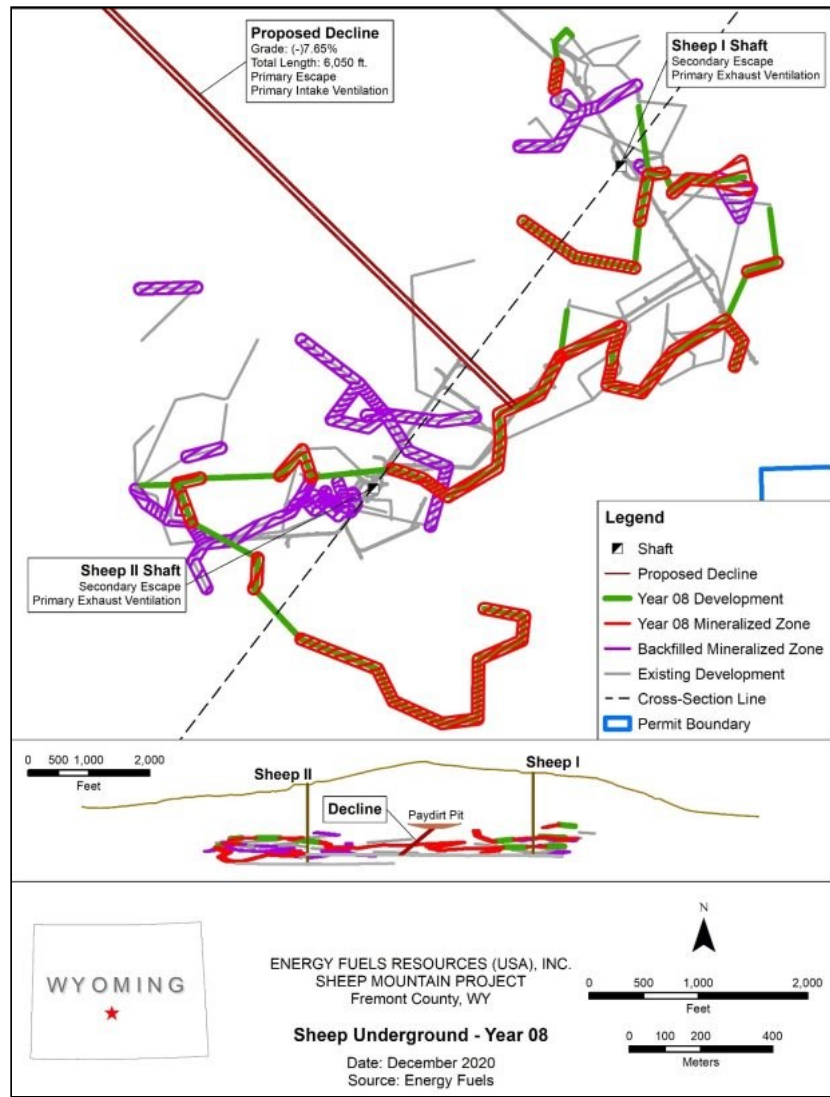 Proposed Decline
Grade: (-)7.65%
Total Length: 6,050 ft.
Primary Escape
Primary Intake Ventilation
Sheep I Shaft
Secondary Escape
Primary Exhaust Ventilation
Sheep II Shaft
Secondary Escape
Primary Exhaust Ventilation
Legend
Shaft
Proposed Decline
Year 08 Development
Year 08 Mineralized Zone
Backfilled Mineralized Zone
Existing Development
Cross-Section Line
Permit Boundary
0 500 1,000 2,000
Feet
Sheep II
Sheep I
Decline
Paydirt Pit
WYOMING
ENERGY FUELS RESOURCES (USA), INC.
SHEEP MOUNTAIN PROJECT
Fremont County, WY
Sheep Underground - Year 08
Date: December 2020
Source: Energy Fuels
N
0 500 1,000 2,000
Feet
0 100 200 400
Meters